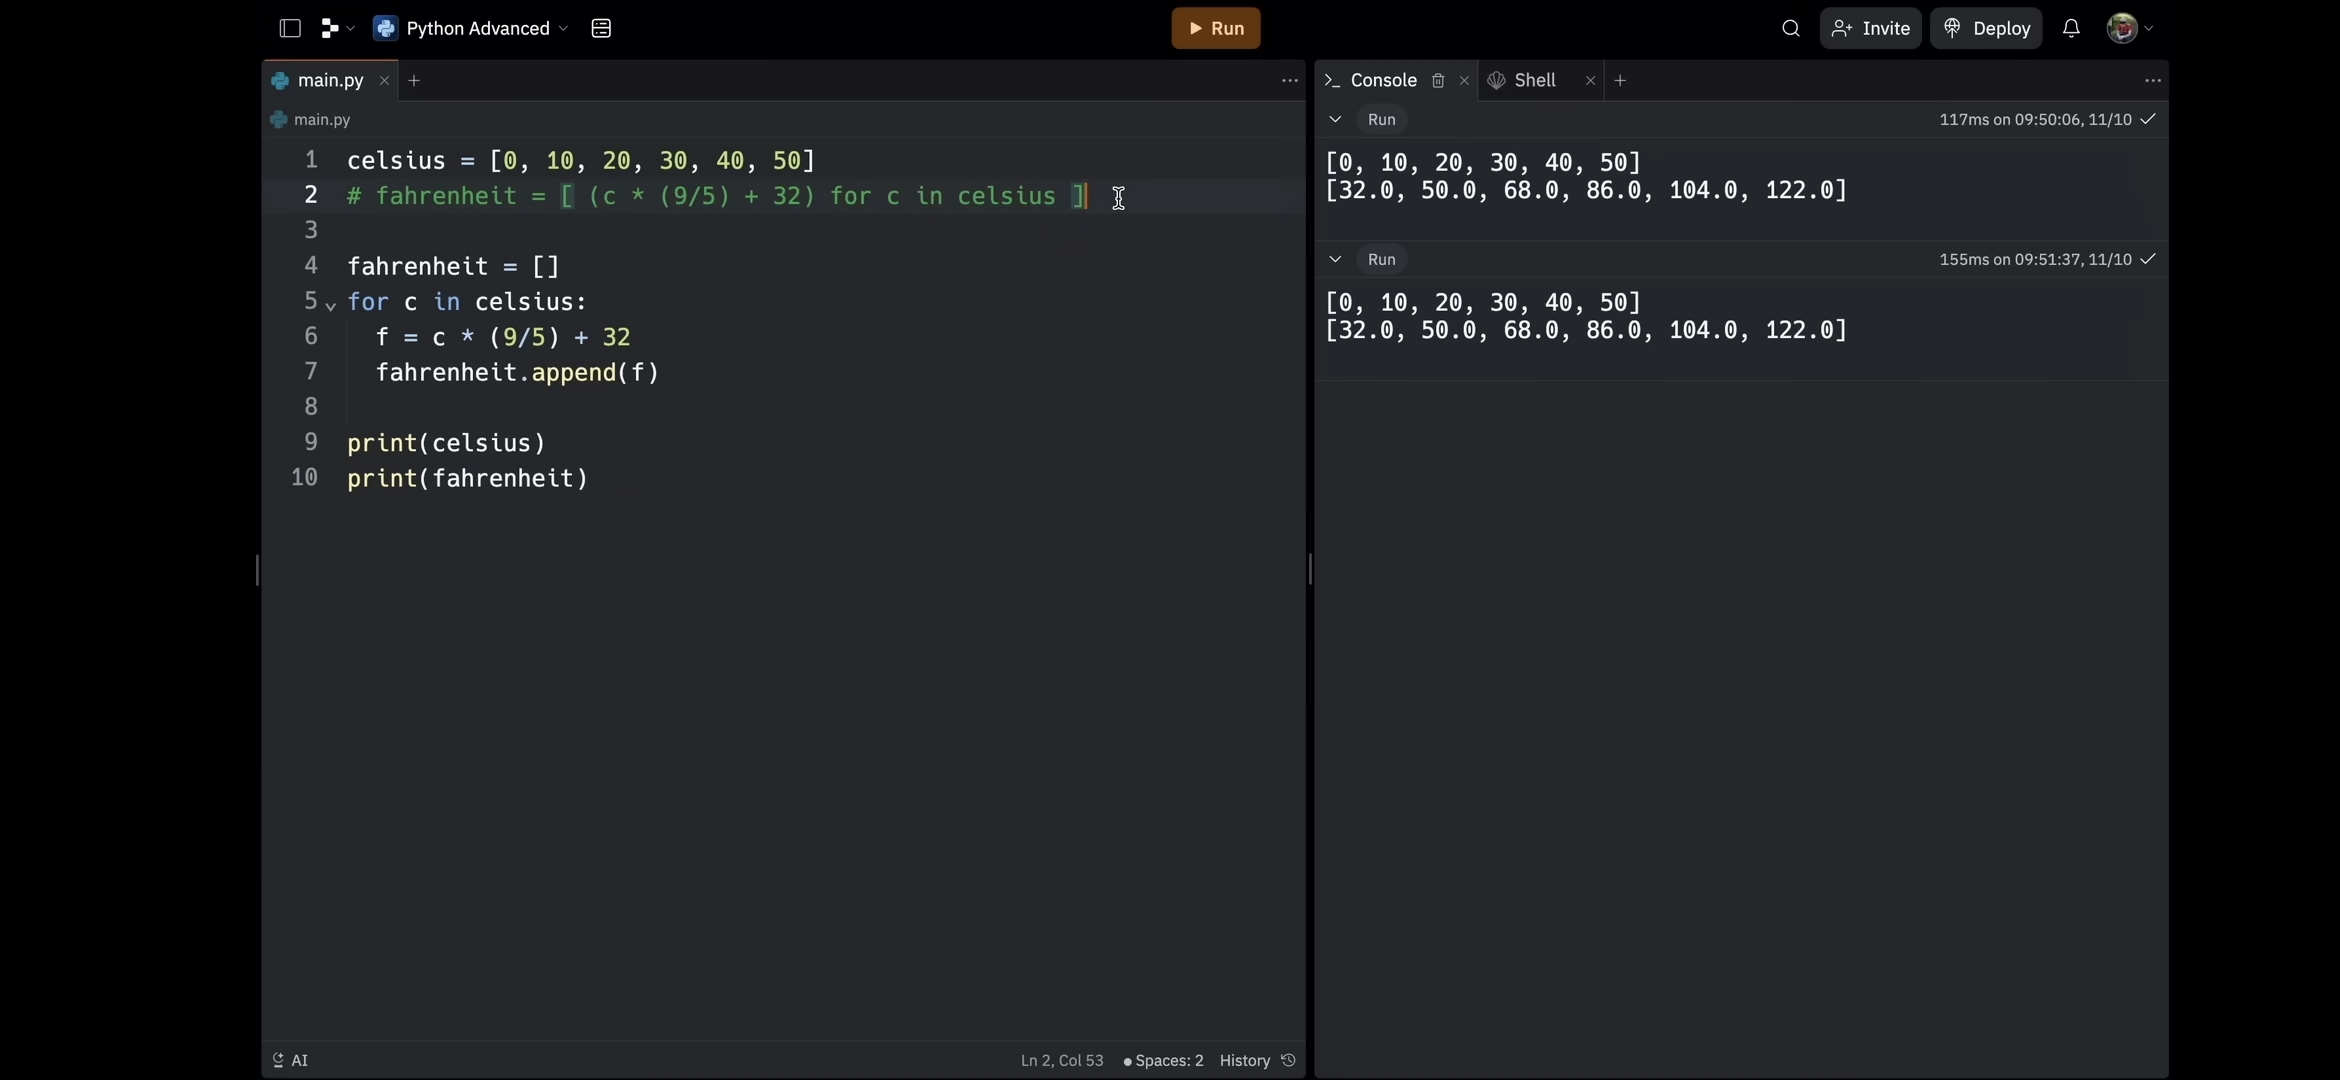 Python Advanced
Run
Invite
Deploy
main.py
Console
Shell
main.py
1 celsius = [0, 10, 20, 30, 40, 50]
2 # fahrenheit = [ (c * (9/5) + 32) for c in celsius ]
3
4 fahrenheit = []
5 for c in celsius:
6 f = c * (9/5) + 32
7 fahrenheit.append(f)
8
9 print(celsius)
10 print(fahrenheit)
Run 117ms on 09:50:06, 11/10
[0, 10, 20, 30, 40, 50]
[32.0, 50.0, 68.0, 86.0, 104.0, 122.0]
Run 155ms on 09:51:37, 11/10
[0, 10, 20, 30, 40, 50]
[32.0, 50.0, 68.0, 86.0, 104.0, 122.0]
AI
Ln 2, Col 53
Spaces: 2
History